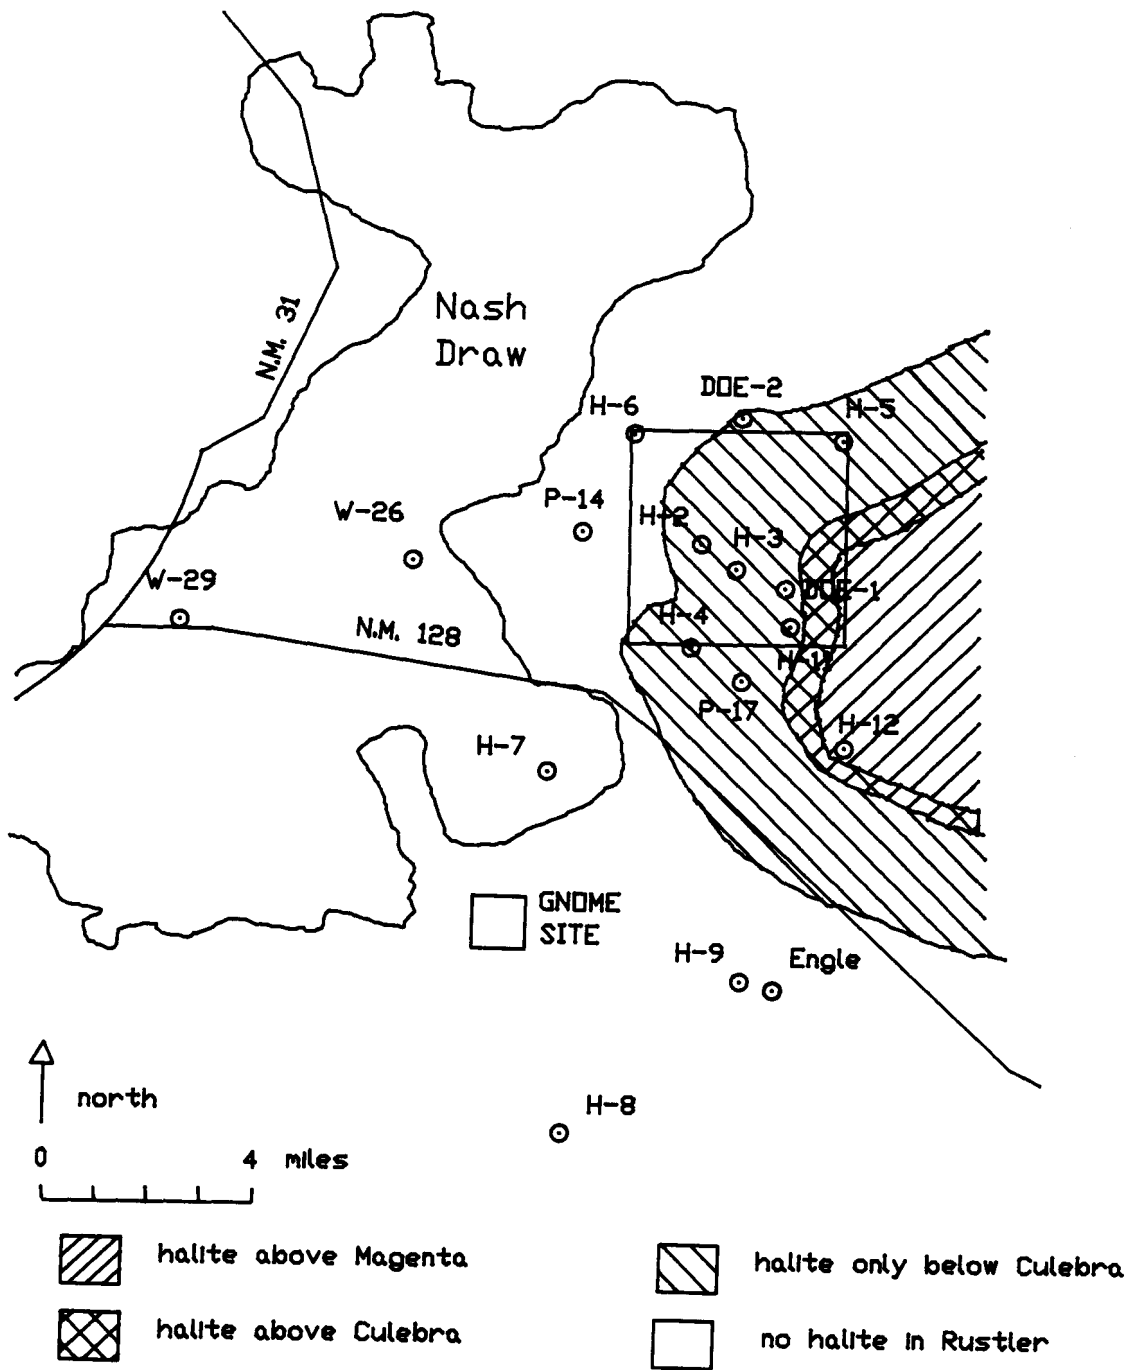 N.M. 31
Nash
Draw
DOE-2
H-6
H-5
P-14
H-2
H-3
W-26
W-29
DOE-1
H-4
N.M. 128
H-11
P-17
H-12
H-7
GNOME
SITE
H-9
Engle
north
H-8
0 4 miles
halite above Magenta
halite only below Culebra
halite above Culebra
no halite in Rustler